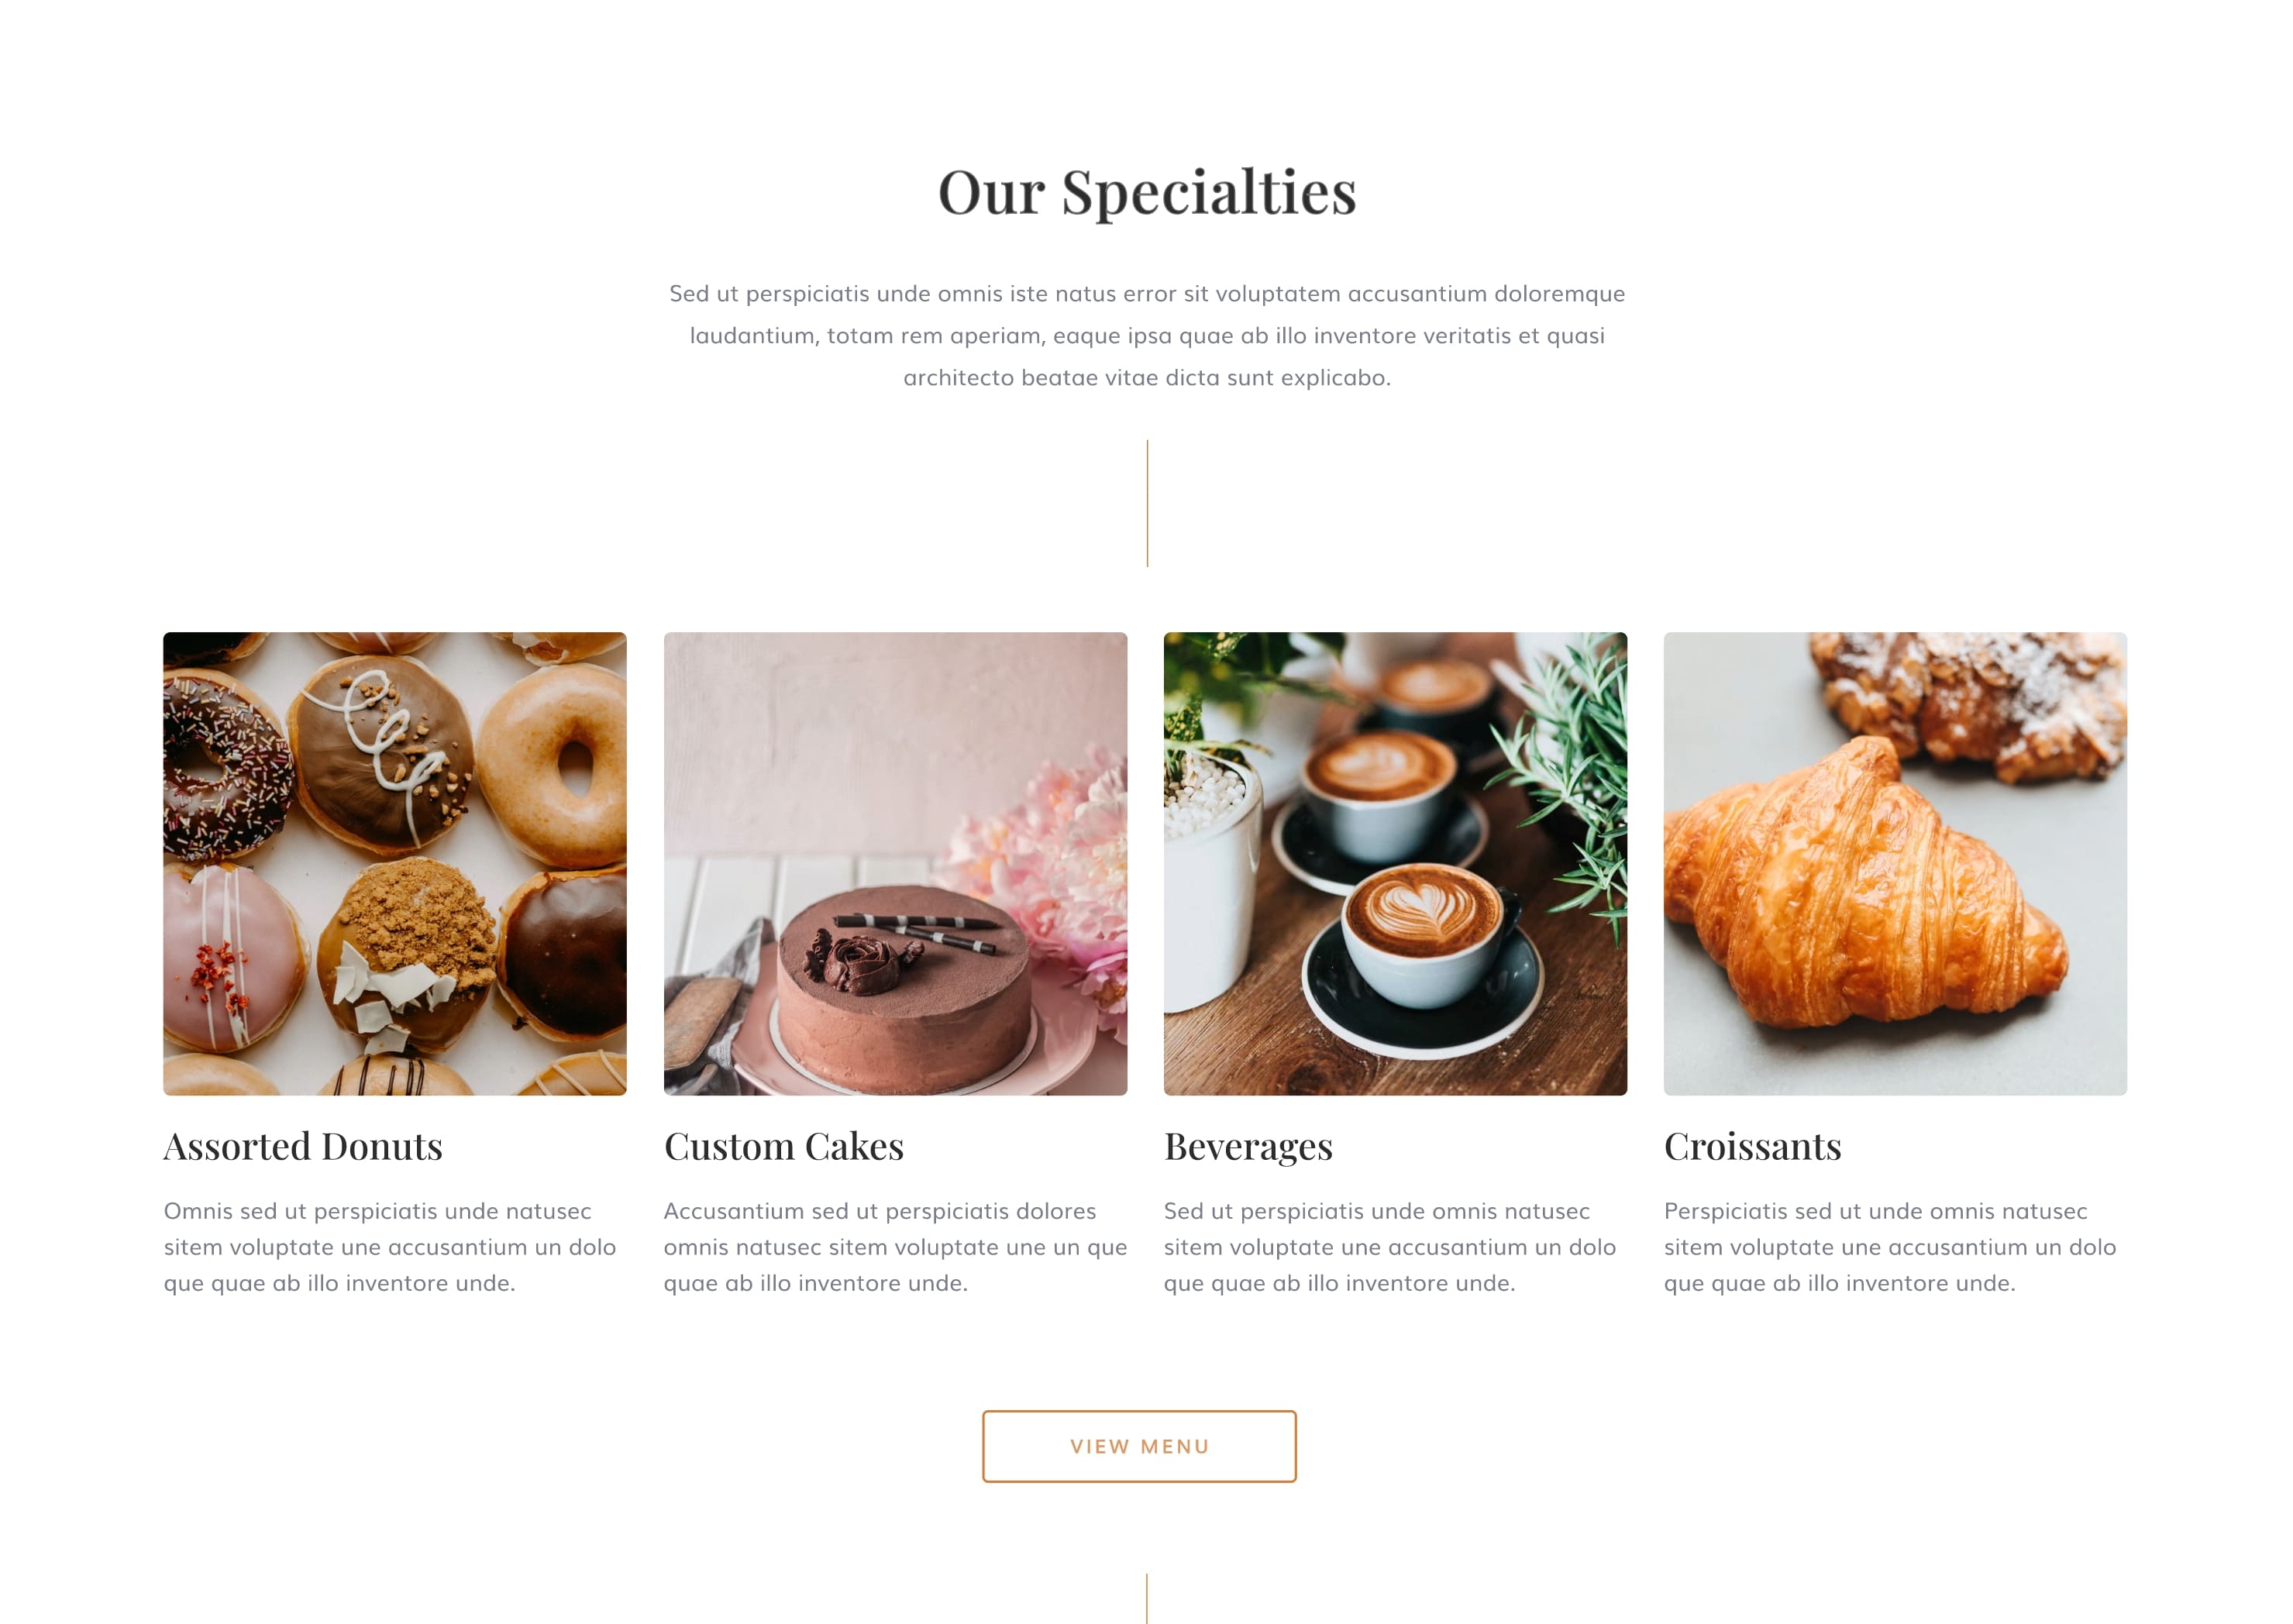 Our Specialties
Sed ut perspiciatis unde omnis iste natus error sit voluptatem accusantium doloremque
laudantium, totam rem aperiam, eaque ipsa quae ab illo inventore veritatis et quasi
architecto beatae vitae dicta sunt explicabo.
Assorted Donuts
Omnis sed ut perspiciatis unde natusec
sitem voluptate une accusantium un dolo
que quae ab illo inventore unde.
Custom Cakes
Accusantium sed ut perspiciatis dolores
omnis natusec sitem voluptate une un que
quae ab illo inventore unde.
Beverages
Sed ut perspiciatis unde omnis natusec
sitem voluptate une accusantium un dolo
que quae ab illo inventore unde.
Croissants
Perspiciatis sed ut unde omnis natusec
sitem voluptate une accusantium un dolo
que quae ab illo inventore unde.
VIEW MENU